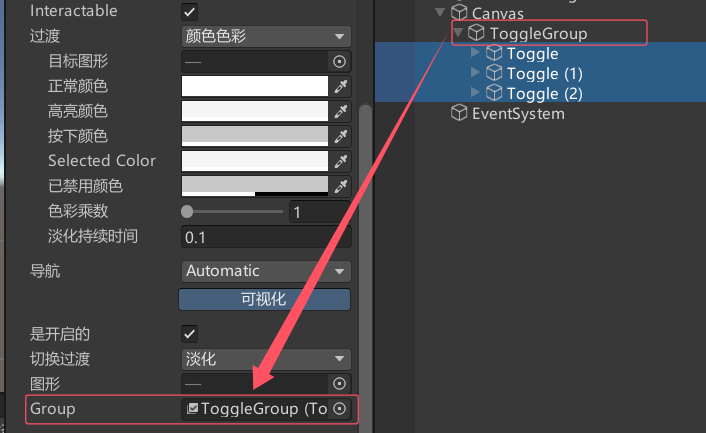 Interactable
过渡 颜色色彩
目标图形 —
正常颜色
高亮颜色
按下颜色
Selected Color
已禁用颜色
色彩乘数 1
淡化持续时间 0.1
导航 Automatic
可视化
是开启的
切换过渡 淡化
图形 —
Group ToggleGroup (To
Canvas
ToggleGroup
Toggle
Toggle (1)
Toggle (2)
EventSystem